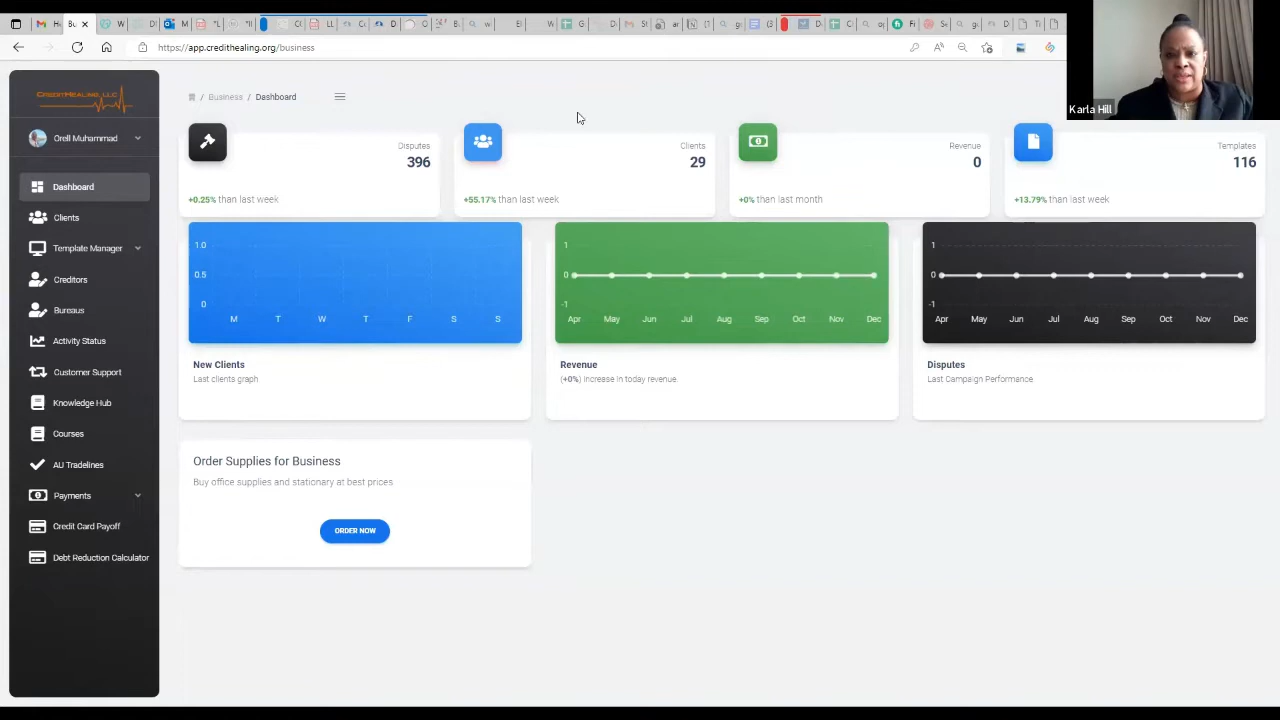 https://app.credithealing.org/business
Karla Hill
CREDITHEALING, LLC
Orell Muhammad
Dashboard
Clients
Template Manager
Creditors
Bureaus
Activity Status
Customer Support
Knowledge Hub
Courses
AU Tradelines
Payments
Credit Card Payoff
Debt Reduction Calculator
/ Business / Dashboard
Disputes
396
+0.25% than last week
Clients
29
+55.17% than last week
Revenue
0
+0% than last month
Templates
116
+13.79% than last week
1.0
0.5
0
M T W T F S S
New Clients
Last clients graph
1
0
-1
Apr May Jun Jul Aug Sep Oct Nov Dec
Revenue
(+0%) increase in today revenue.
1
0
-1
Apr May Jun Jul Aug Sep Oct Nov Dec
Disputes
Last Campaign Performance
Order Supplies for Business
Buy office supplies and stationary at best prices
ORDER NOW